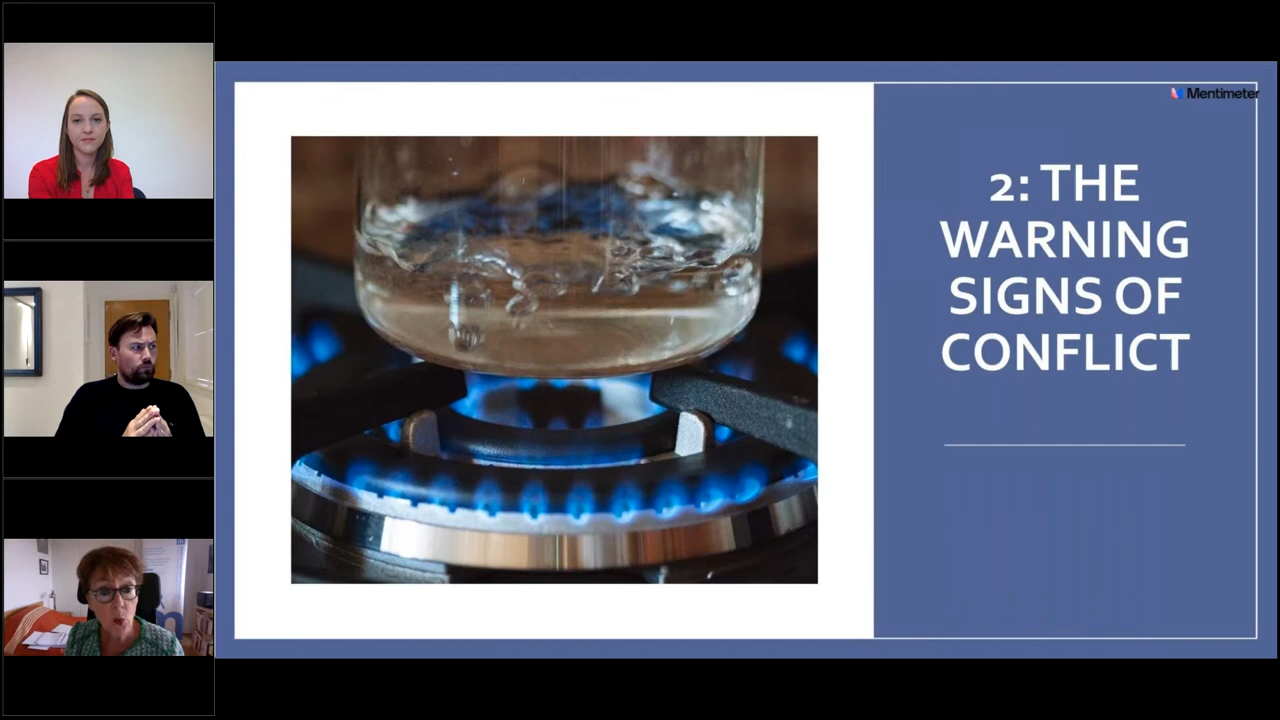 Mentimeter
2: THE
WARNING
SIGNS OF
CONFLICT